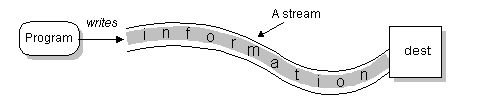 writes
A stream
Program
information
dest